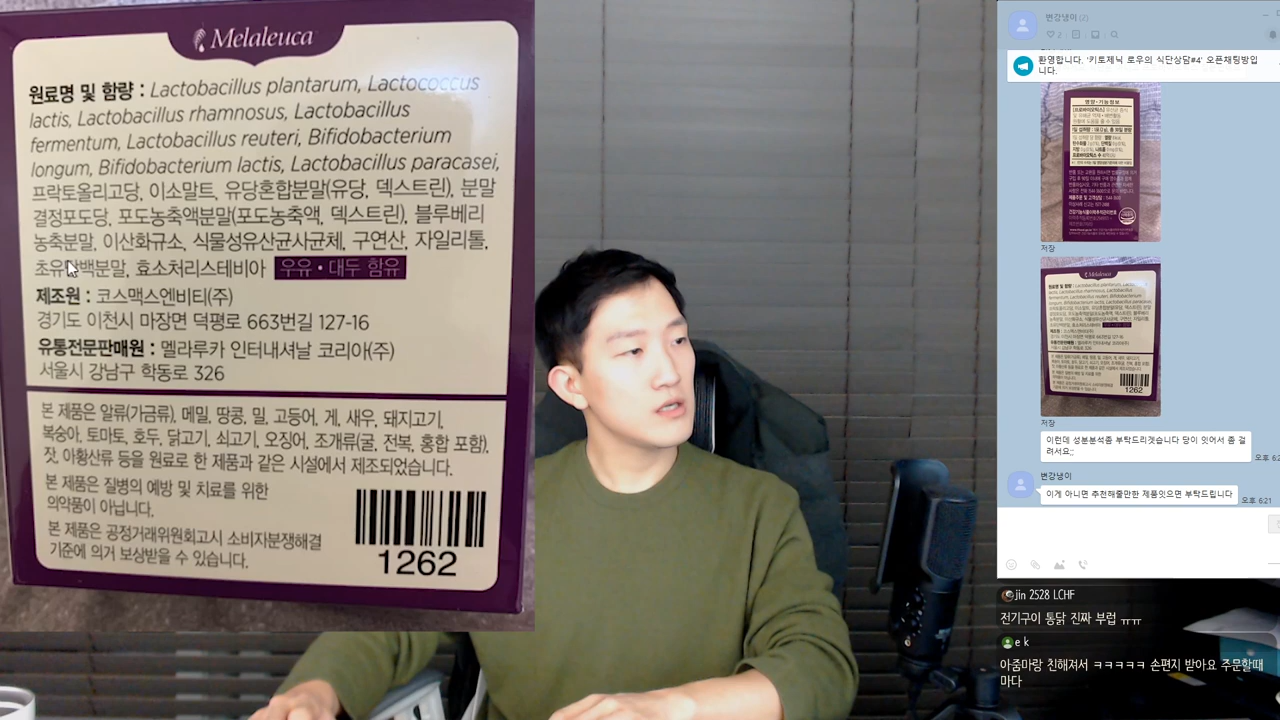 Melaleuca
원료명 및 함량 : Lactobacillus plantarum, Lactococcus
lactis, Lactobacillus rhamnosus, Lactobacillus
fermentum, Lactobacillus reuteri, Bifidobacterium
longum, Bifidobacterium lactis, Lactobacillus paracasei,
프락토올리고당, 이소말트, 유당혼합분말(유당, 덱스트린), 분말
결정포도당, 포도농축액분말(포도농축액, 덱스트린), 블루베리
농축분말, 이산화규소, 식물성유산균사균체, 구연산, 자일리톨,
효소처리스테비아 우유•대두 함유
제조원 : 코스맥스엔비티(주)
경기도 이천시 마장면 덕평로 663번길 127-16
유통전문판매원 : 멜라루카 인터내셔날 코리아(주)
서울시 강남구 학동로 326
본 제품은 알류(가금류), 메밀, 땅콩, 밀, 고등어, 게, 새우, 돼지고기,
복숭아, 토마토, 호두, 닭고기, 쇠고기, 오징어, 조개류(굴, 전복, 홍합 포함),
잣, 아황산류 등을 원료로 한 제품과 같은 시설에서 제조되었습니다.
본 제품은 질병의 예방 및 치료를 위한
의약품이 아닙니다.
본 제품은 공정거래위원회고시 소비자분쟁해결
기준에 의거 보상받을 수 있습니다.
1262
변강냉이 (2)
환영합니다. '키토제닉 로우의 식단상담#4' 오픈채팅방입
니다.
영양•기능정보
저장
Melaleuca
1262
저장
이런데 성분분석좀 부탁드리겟습니다 당이 잇어서 좀 걸
려서요;;
오후 6:2
변강냉이
이게 아니면 추천해줄만한 제품잇으면 부탁드립니다
오후 6:21
jin 2528 LCHF
전기구이 통닭 진짜 부럽 ㅠㅠ
e k
아줌마랑 친해져서 ㅋㅋㅋㅋㅋ 손편지 받아요 주문할때
마다